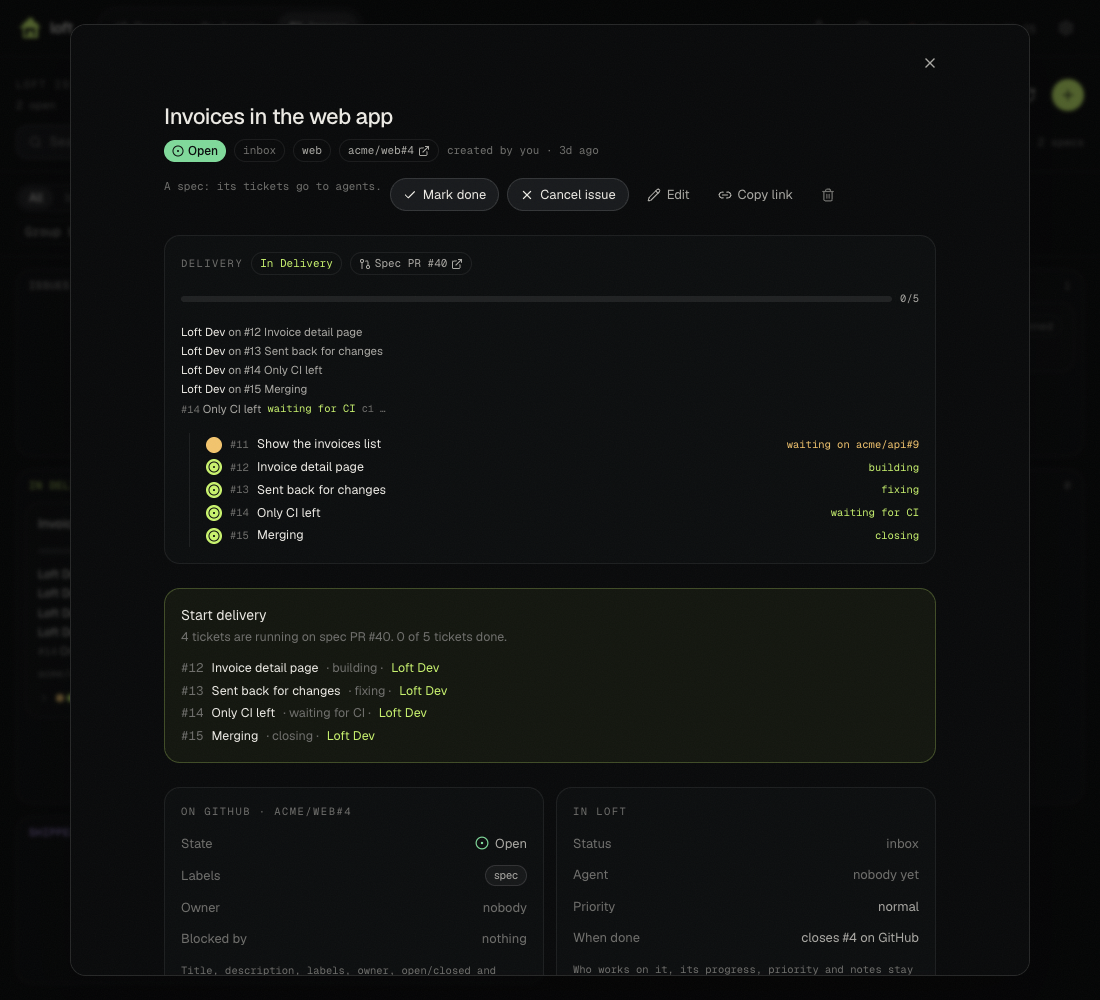 Invoices in the web app
Open inbox web acme/web#4 created by you · 3d ago
A spec: its tickets go to agents. Mark done Cancel issue Edit Copy link
DELIVERY In Delivery Spec PR #40
0/5
Loft Dev on #12 Invoice detail page
Loft Dev on #13 Sent back for changes
Loft Dev on #14 Only CI left
Loft Dev on #15 Merging
#14 Only CI left waiting for CI ci …
#11 Show the invoices list waiting on acme/api#9
#12 Invoice detail page building
#13 Sent back for changes fixing
#14 Only CI left waiting for CI
#15 Merging closing
Start delivery
4 tickets are running on spec PR #40. 0 of 5 tickets done.
#12 Invoice detail page · building · Loft Dev
#13 Sent back for changes · fixing · Loft Dev
#14 Only CI left · waiting for CI · Loft Dev
#15 Merging · closing · Loft Dev
ON GITHUB · ACME/WEB#4
State Open
Labels spec
Owner nobody
Blocked by nothing
Title, description, labels, owner, open/closed and
IN LOFT
Status inbox
Agent nobody yet
Priority normal
When done closes #4 on GitHub
Who works on it, its progress, priority and notes stay